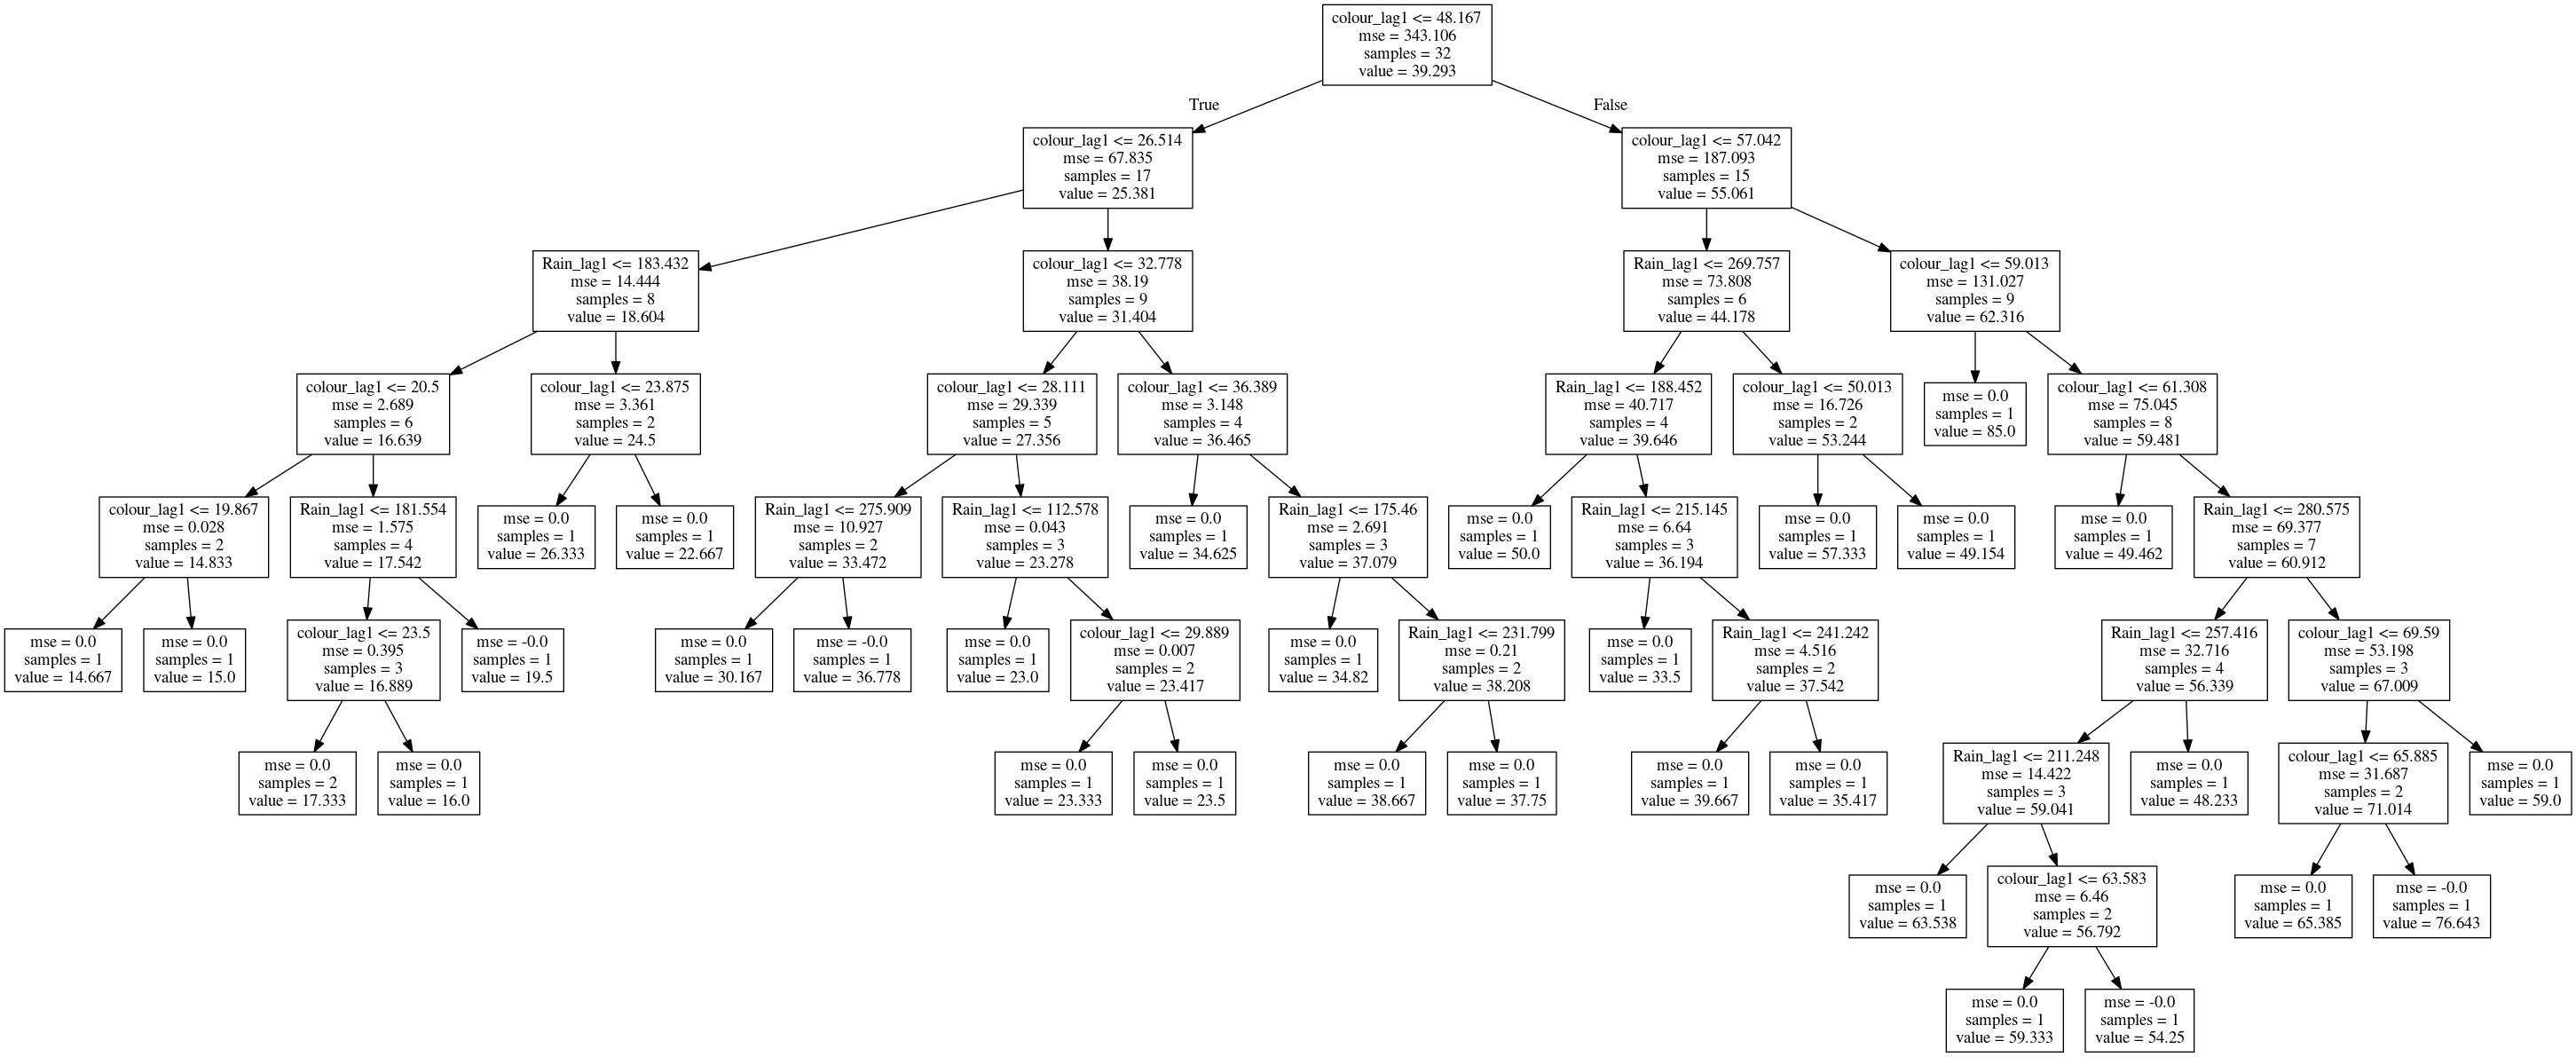 colour_lag1 <= 48.167
mse = 343.106
samples = 32
value = 39.293
True
False
colour_lag1 <= 26.514
mse = 67.835
samples = 17
value = 25.381
colour_lag1 <= 57.042
mse = 187.093
samples = 15
value = 55.061
Rain_lag1 <= 183.432
mse = 14.444
samples = 8
value = 18.604
colour_lag1 <= 32.778
mse = 38.19
samples = 9
value = 31.404
Rain_lag1 <= 269.757
mse = 73.808
samples = 6
value = 44.178
colour_lag1 <= 59.013
mse = 131.027
samples = 9
value = 62.316
colour_lag1 <= 20.5
mse = 2.689
samples = 6
value = 16.639
colour_lag1 <= 23.875
mse = 3.361
samples = 2
value = 24.5
colour_lag1 <= 28.111
mse = 29.339
samples = 5
value = 27.356
colour_lag1 <= 36.389
mse = 3.148
samples = 4
value = 36.465
Rain_lag1 <= 188.452
mse = 40.717
samples = 4
value = 39.646
colour_lag1 <= 50.013
mse = 16.726
samples = 2
value = 53.244
mse = 0.0
samples = 1
value = 85.0
colour_lag1 <= 61.308
mse = 75.045
samples = 8
value = 59.481
colour_lag1 <= 19.867
mse = 0.028
samples = 2
value = 14.833
Rain_lag1 <= 181.554
mse = 1.575
samples = 4
value = 17.542
mse = 0.0
samples = 1
value = 26.333
mse = 0.0
samples = 1
value = 22.667
Rain_lag1 <= 275.909
mse = 10.927
samples = 2
value = 33.472
Rain_lag1 <= 112.578
mse = 0.043
samples = 3
value = 23.278
mse = 0.0
samples = 1
value = 34.625
Rain_lag1 <= 175.46
mse = 2.691
samples = 3
value = 37.079
mse = 0.0
samples = 1
value = 50.0
Rain_lag1 <= 215.145
mse = 6.64
samples = 3
value = 36.194
mse = 0.0
samples = 1
value = 57.333
mse = 0.0
samples = 1
value = 49.154
mse = 0.0
samples = 1
value = 49.462
Rain_lag1 <= 280.575
mse = 69.377
samples = 7
value = 60.912
mse = 0.0
samples = 1
value = 14.667
mse = 0.0
samples = 1
value = 15.0
colour_lag1 <= 23.5
mse = 0.395
samples = 3
value = 16.889
mse = -0.0
samples = 1
value = 19.5
mse = 0.0
samples = 1
value = 30.167
mse = -0.0
samples = 1
value = 36.778
mse = 0.0
samples = 1
value = 23.0
colour_lag1 <= 29.889
mse = 0.007
samples = 2
value = 23.417
mse = 0.0
samples = 1
value = 34.82
Rain_lag1 <= 231.799
mse = 0.21
samples = 2
value = 38.208
mse = 0.0
samples = 1
value = 33.5
Rain_lag1 <= 241.242
mse = 4.516
samples = 2
value = 37.542
Rain_lag1 <= 257.416
mse = 32.716
samples = 4
value = 56.339
colour_lag1 <= 69.59
mse = 53.198
samples = 3
value = 67.009
mse = 0.0
samples = 2
value = 17.333
mse = 0.0
samples = 1
value = 16.0
mse = 0.0
samples = 1
value = 23.333
mse = 0.0
samples = 1
value = 23.5
mse = 0.0
samples = 1
value = 38.667
mse = 0.0
samples = 1
value = 37.75
mse = 0.0
samples = 1
value = 39.667
mse = 0.0
samples = 1
value = 35.417
Rain_lag1 <= 211.248
mse = 14.422
samples = 3
value = 59.041
mse = 0.0
samples = 1
value = 48.233
colour_lag1 <= 65.885
mse = 31.687
samples = 2
value = 71.014
mse = 0.0
samples = 1
value = 59.0
mse = 0.0
samples = 1
value = 63.538
colour_lag1 <= 63.583
mse = 6.46
samples = 2
value = 56.792
mse = 0.0
samples = 1
value = 65.385
mse = -0.0
samples = 1
value = 76.643
mse = 0.0
samples = 1
value = 59.333
mse = -0.0
samples = 1
value = 54.25